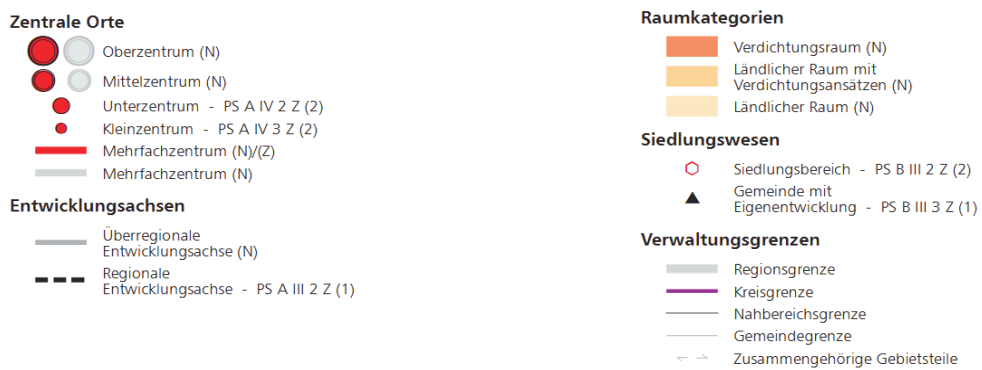 Zentrale Orte
Oberzentrum (N)
Mittelzentrum (N)
Unterzentrum - PS A IV 2 Z (2)
Kleinzentrum - PS A IV 3 Z (2)
Mehrfachzentrum (N)/(Z)
Mehrfachzentrum (N)
Entwicklungsachsen
Überregionale
Entwicklungsachse (N)
Regionale
Entwicklungsachse - PS A III 2 Z (1)
Raumkategorien
Verdichtungsraum (N)
Ländlicher Raum mit
Verdichtungsansätzen (N)
Ländlicher Raum (N)
Siedlungswesen
Siedlungsbereich - PS B III 2 Z (2)
Gemeinde mit
Eigenentwicklung - PS B III 3 Z (1)
Verwaltungsgrenzen
Regionsgrenze
Kreisgrenze
Nahbereichsgrenze
Gemeindegrenze
Zusammengehörige Gebietsteile